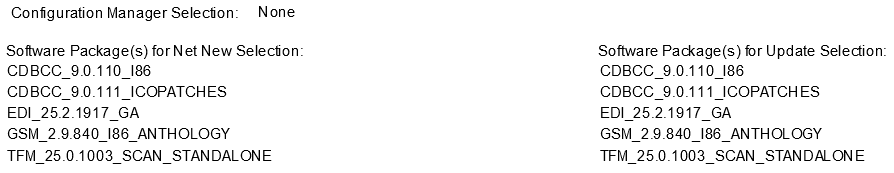 Configuration Manager Selection: None
Software Package(s) for Net New Selection: Software Package(s) for Update Selection:
CDBCC_9.0.110_I86 CDBCC_9.0.110_I86
CDBCC_9.0.111_ICOPATCHES CDBCC_9.0.111_ICOPATCHES
EDI_25.2.1917_GA EDI_25.2.1917_GA
GSM_2.9.840_I86_ANTHOLOGY GSM_2.9.840_I86_ANTHOLOGY
TFM_25.0.1003_SCAN_STANDALONE TFM_25.0.1003_SCAN_STANDALONE